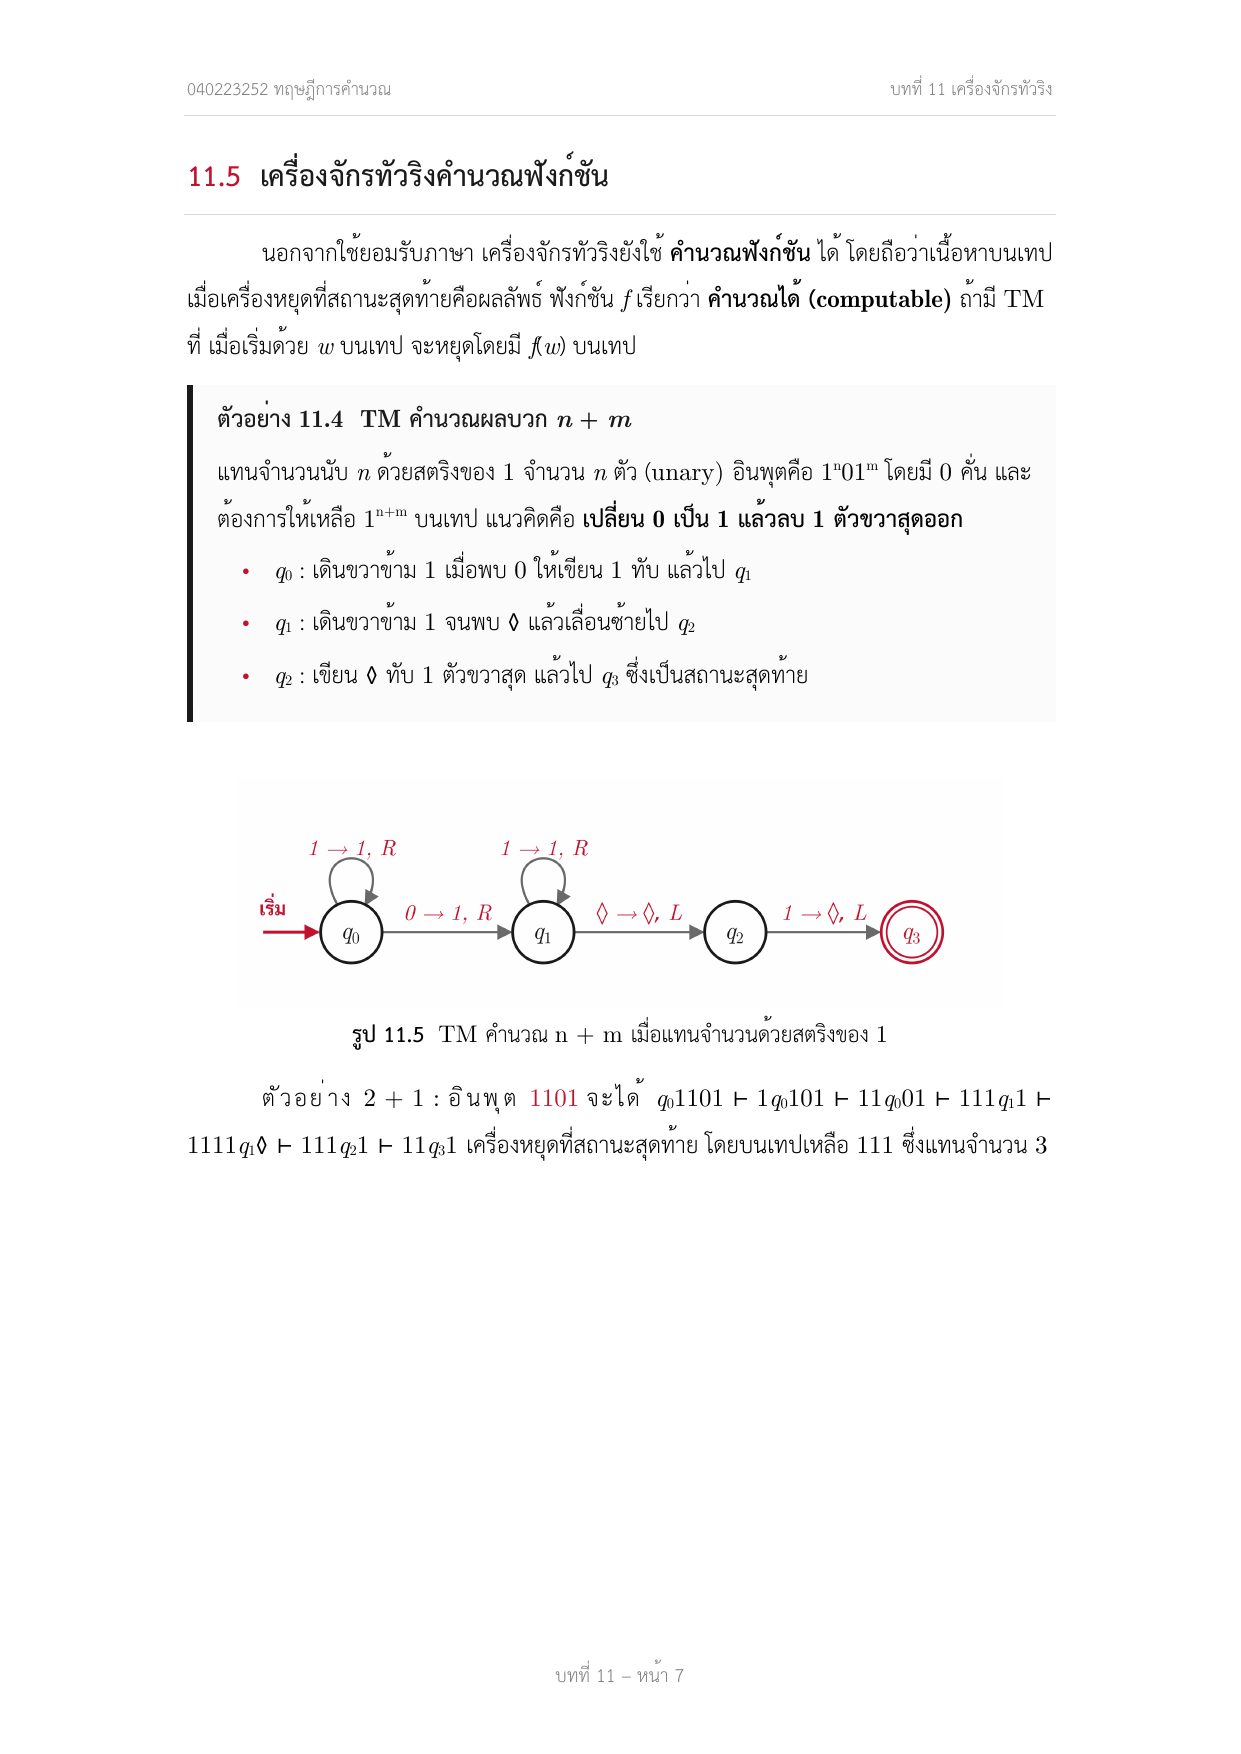 040223252 ทฤษฎีการคำนวณ
บทที่ 11 เครื่องจักรทัวริง
11.5 เครื่องจักรทัวริงคำนวณฟังก์ชัน
นอกจากใช้ยอมรับภาษา เครื่องจักรทัวริงยังใช้ คำนวณฟังก์ชัน ได้ โดยถือว่าเนื้อหาบนเทป
เมื่อเครื่องหยุดที่สถานะสุดท้ายคือผลลัพธ์ ฟังก์ชัน f เรียกว่า คำนวณได้ (computable) ถ้ามี TM
ที่ เมื่อเริ่มด้วย w บนเทป จะหยุดโดยมี f(w) บนเทป
ตัวอย่าง 11.4 TM คำนวณผลบวก n + m
แทนจำนวนนับ n ด้วยสตริงของ 1 จำนวน n ตัว (unary) อินพุตคือ 1ⁿ01ᵐ โดยมี 0 คั่น และ
ต้องการให้เหลือ 1ⁿ⁺ᵐ บนเทป แนวคิดคือ เปลี่ยน 0 เป็น 1 แล้วลบ 1 ตัวขวาสุดออก
• q₀ : เดินขวาข้าม 1 เมื่อพบ 0 ให้เขียน 1 ทับ แล้วไป q₁
• q₁ : เดินขวาข้าม 1 จนพบ ◊ แล้วเลื่อนซ้ายไป q₂
• q₂ : เขียน ◊ ทับ 1 ตัวขวาสุด แล้วไป q₃ ซึ่งเป็นสถานะสุดท้าย
1 → 1, R 1 → 1, R
เริ่ม 0 → 1, R ◊ → ◊, L 1 → ◊, L
q₀ q₁ q₂ q₃
รูป 11.5 TM คำนวณ n + m เมื่อแทนจำนวนด้วยสตริงของ 1
ตัวอย่าง 2 + 1 : อินพุต 1101 จะได้ q₀1101 ⊢ 1q₀101 ⊢ 11q₀01 ⊢ 111q₁1 ⊢
1111q₁◊ ⊢ 111q₂1 ⊢ 11q₃1 เครื่องหยุดที่สถานะสุดท้าย โดยบนเทปเหลือ 111 ซึ่งแทนจำนวน 3
บทที่ 11 – หน้า 7